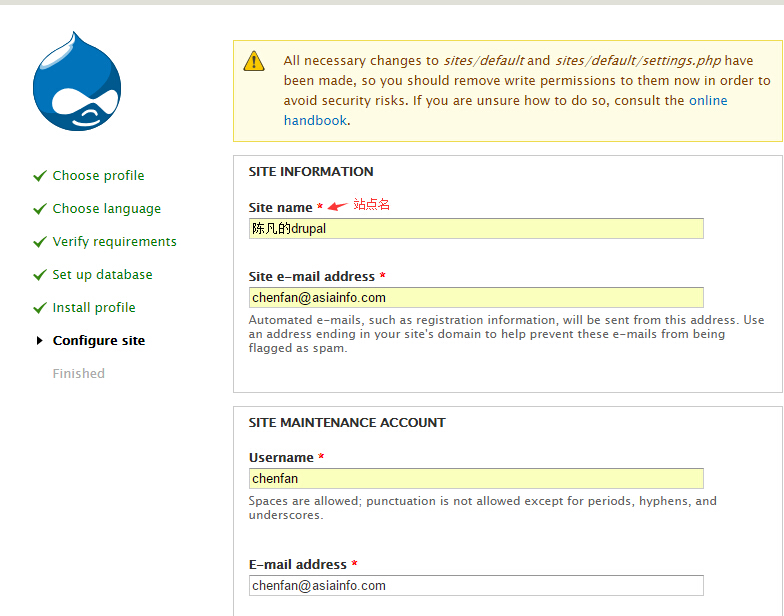 All necessary changes to sites/default and sites/default/settings.php have
been made, so you should remove write permissions to them now in order to
avoid security risks. If you are unsure how to do so, consult the online
handbook.
Choose profile
Choose language
Verify requirements
Set up database
Install profile
Configure site
Finished
SITE INFORMATION
Site name * 站点名
陈凡的drupal
Site e-mail address *
chenfan@asiainfo.com
Automated e-mails, such as registration information, will be sent from this address. Use
an address ending in your site's domain to help prevent these e-mails from being
flagged as spam.
SITE MAINTENANCE ACCOUNT
Username *
chenfan
Spaces are allowed; punctuation is not allowed except for periods, hyphens, and
underscores.
E-mail address *
chenfan@asiainfo.com